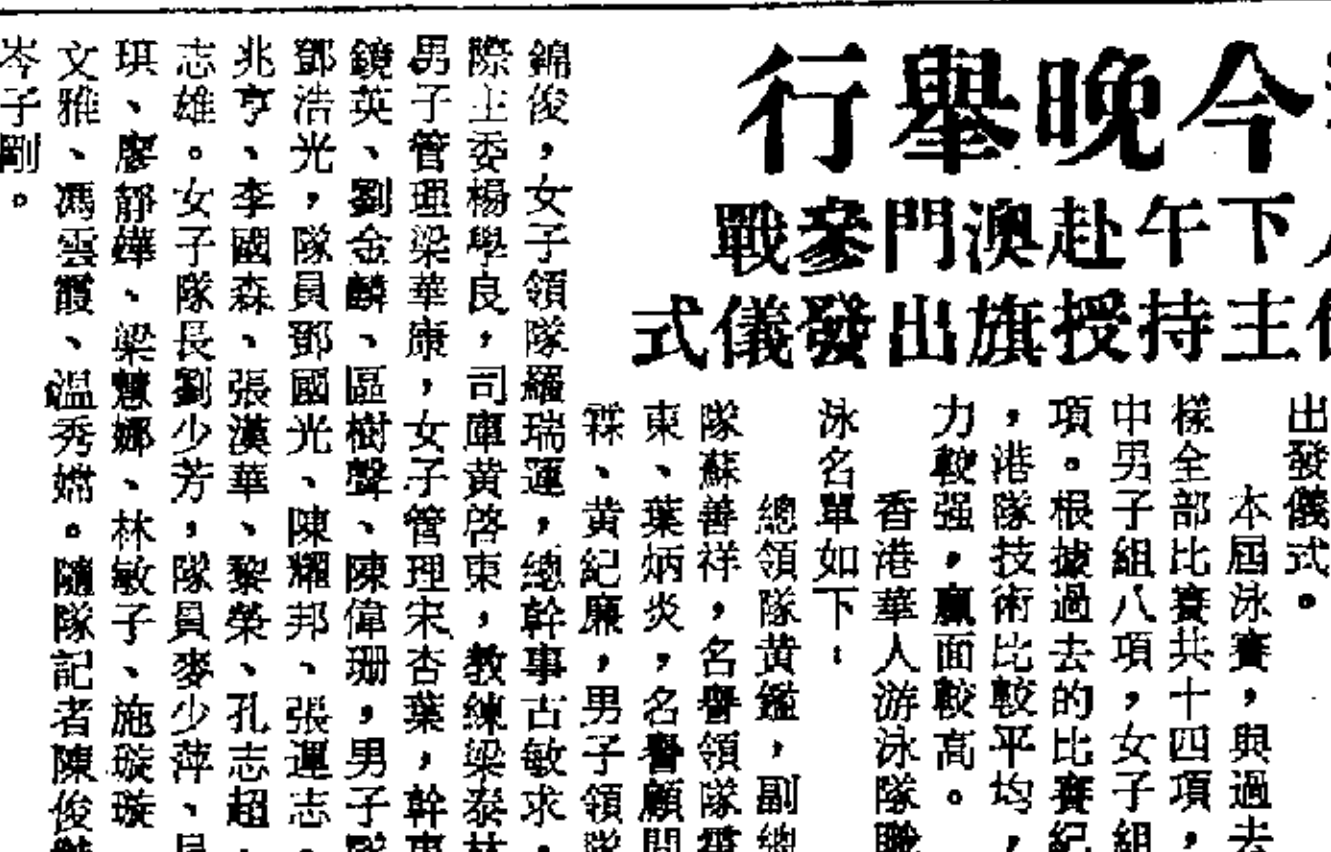 今晚舉行
下午赴澳門參戰
主持授旗出發儀式
出發儀式。
本屆泳賽，與過去
樣全部比賽共十四項，
中男子組八項，女子組
項。根據過去的比賽紀
，港隊技術比較平均，
力較强，贏面較高。
香港華人游泳隊職
泳名單如下：
總領隊黃鑑，副總
隊蘇善祥，名譽領隊
東、葉炳炎，名譽顧問
霖、黃紀廉，男子領隊
錦俊，女子領隊羅瑞運，總幹事古敏求，
際主委楊學良，司庫黃啓東，教練梁泰林
男子管理梁華康，女子管理宋杏葉，幹事
鏡英、劉金麟、區樹聲、陳偉珊，男子隊
鄧浩光，隊員鄧國光、陳耀邦、張運志、
兆亨、李國森、張漢華、黎榮、孔志超、
志雄。女子隊長劉少芳，隊員麥少萍、吳
琪、廖靜嬅、梁慧娜、林敏子、施璇璇
文雅、馮雲霞、溫秀嫦。隨隊記者陳俊
岑子剛。